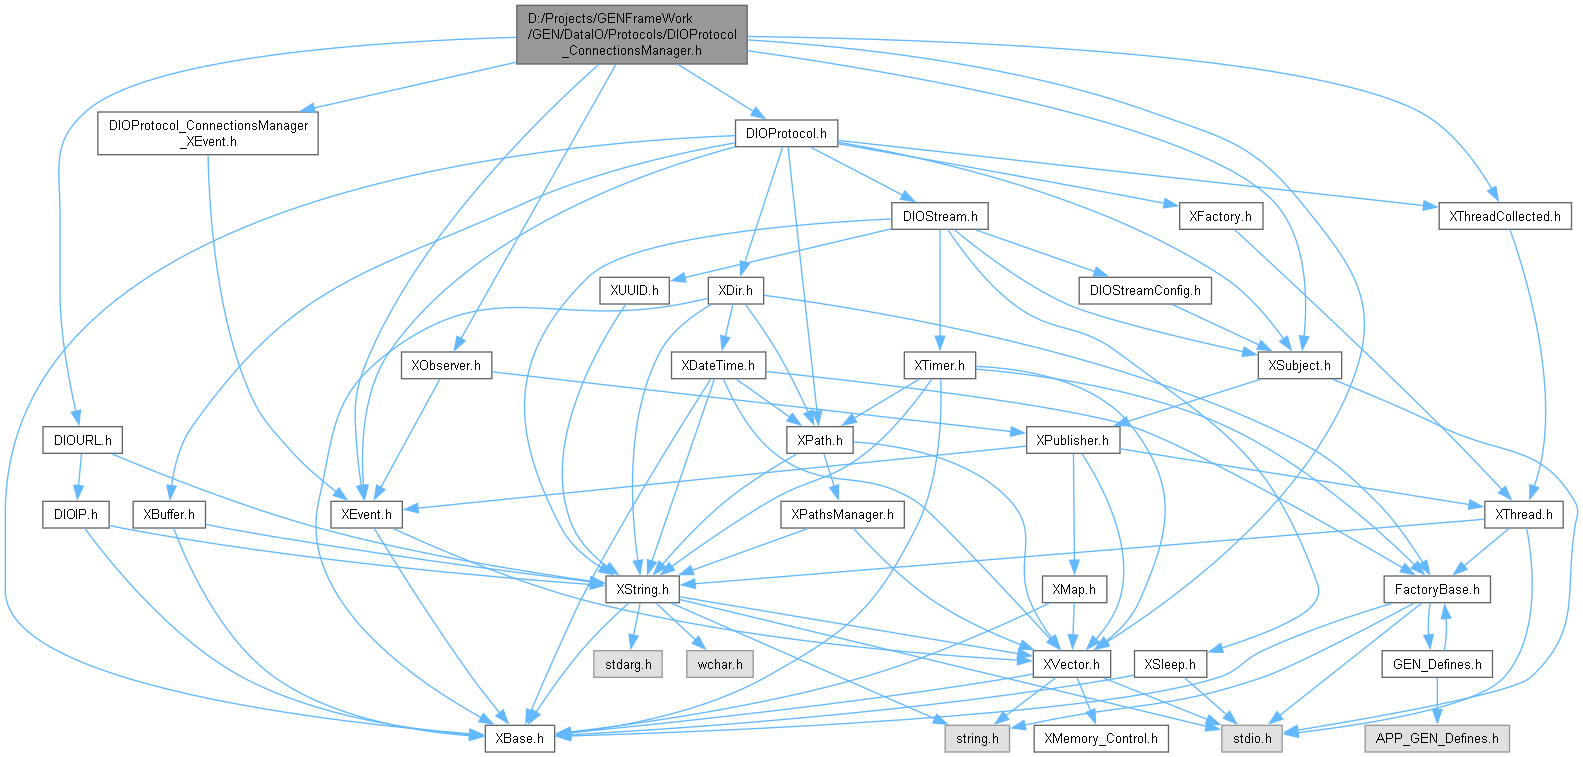 D:/Projects/GENFrameWork
/GEN/DataIO/Protocols/DIOProtocol
_ConnectionsManager.h
DIOProtocol_ConnectionsManager
_XEvent.h
DIOProtocol.h
DIOStream.h
XFactory.h
XThreadCollected.h
XUUID.h
XDir.h
DIOStreamConfig.h
XObserver.h
XDateTime.h
XTimer.h
XSubject.h
DIOURL.h
XPath.h
XPublisher.h
DIOIP.h
XBuffer.h
XEvent.h
XPathsManager.h
XThread.h
XString.h
XMap.h
FactoryBase.h
stdarg.h
wchar.h
XVector.h
XSleep.h
GEN_Defines.h
XBase.h
string.h
XMemory_Control.h
stdio.h
APP_GEN_Defines.h